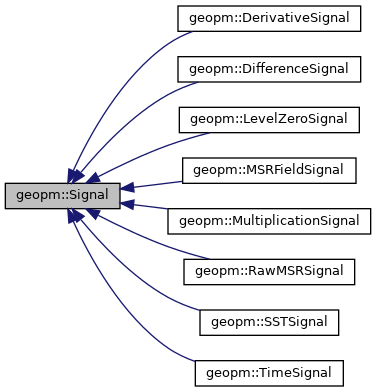 geopm::DerivativeSignal
geopm::DifferenceSignal
geopm::LevelZeroSignal
geopm::MSRFieldSignal
geopm::Signal
geopm::MultiplicationSignal
geopm::RawMSRSignal
geopm::SSTSignal
geopm::TimeSignal